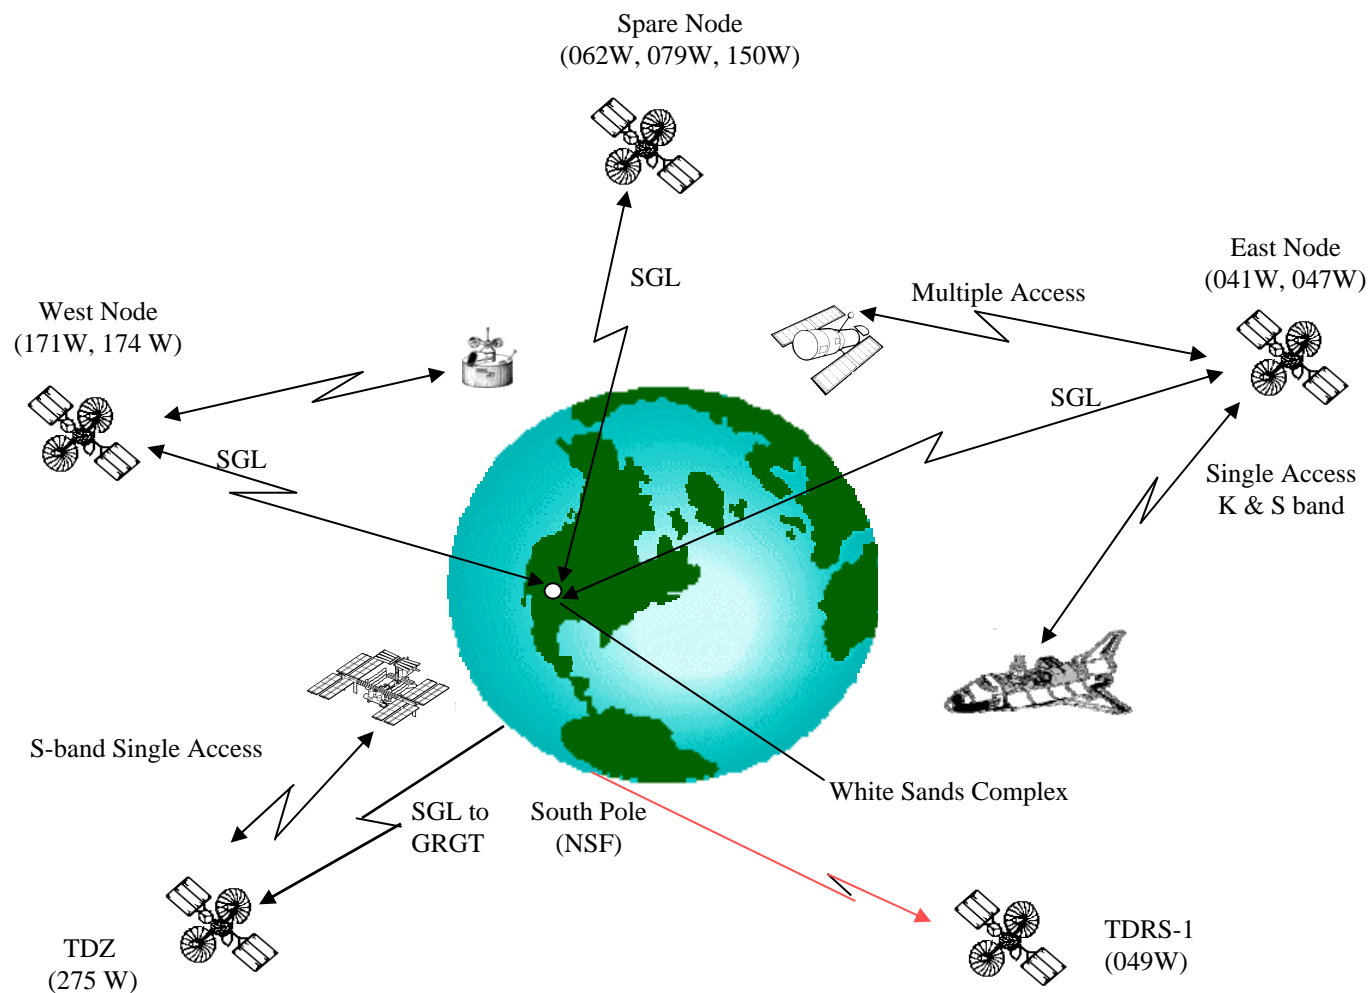 Spare Node
(062W, 079W, 150W)
East Node
(041W, 047W)
SGL
Multiple Access
West Node
(171W, 174 W)
SGL
SGL
Single Access
K & S band
S-band Single Access
White Sands Complex
SGL to
GRGT
South Pole
(NSF)
TDZ
(275 W)
TDRS-1
(049W)